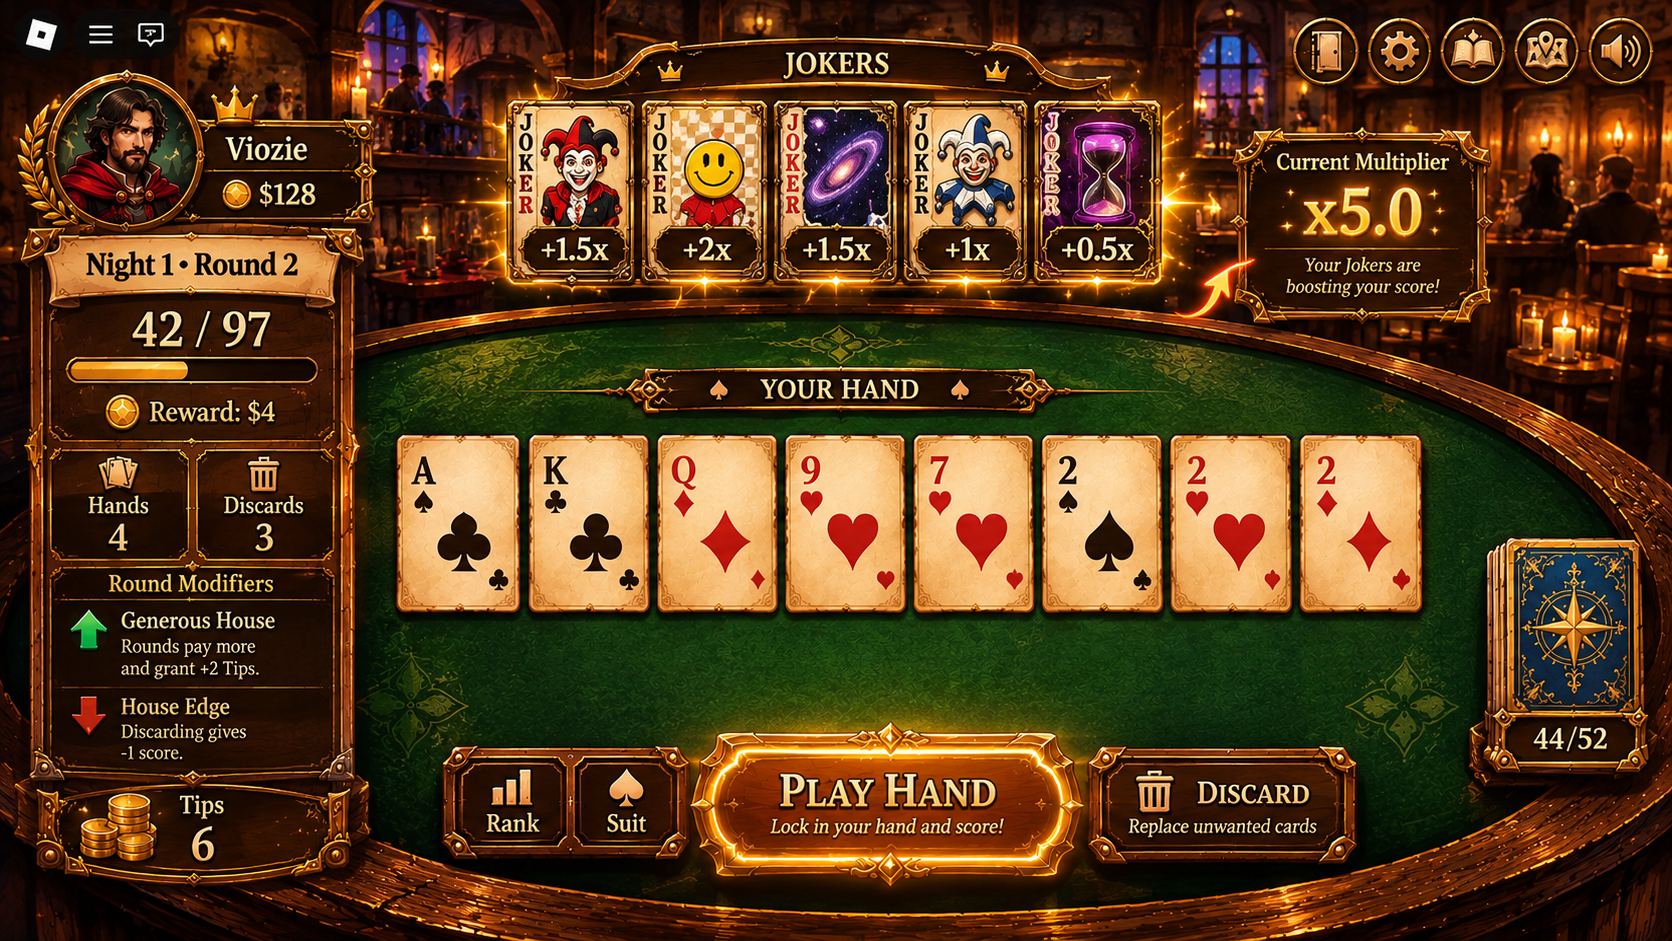 JOKERS
Viozie
$128
JOKER
+1.5x
JOKER
+2x
JOKER
+1.5x
JOKER
+1x
JOKER
+0.5x
Current Multiplier
x5.0
Your Jokers are
boosting your score!
Night 1 • Round 2
42 / 97
Reward: $4
Hands
4
Discards
3
Round Modifiers
Generous House
Rounds pay more
and grant +2 Tips.
House Edge
Discarding gives
-1 score.
Tips
6
YOUR HAND
A
K
Q
9
7
2
2
2
44/52
Rank
Suit
PLAY HAND
Lock in your hand and score!
DISCARD
Replace unwanted cards